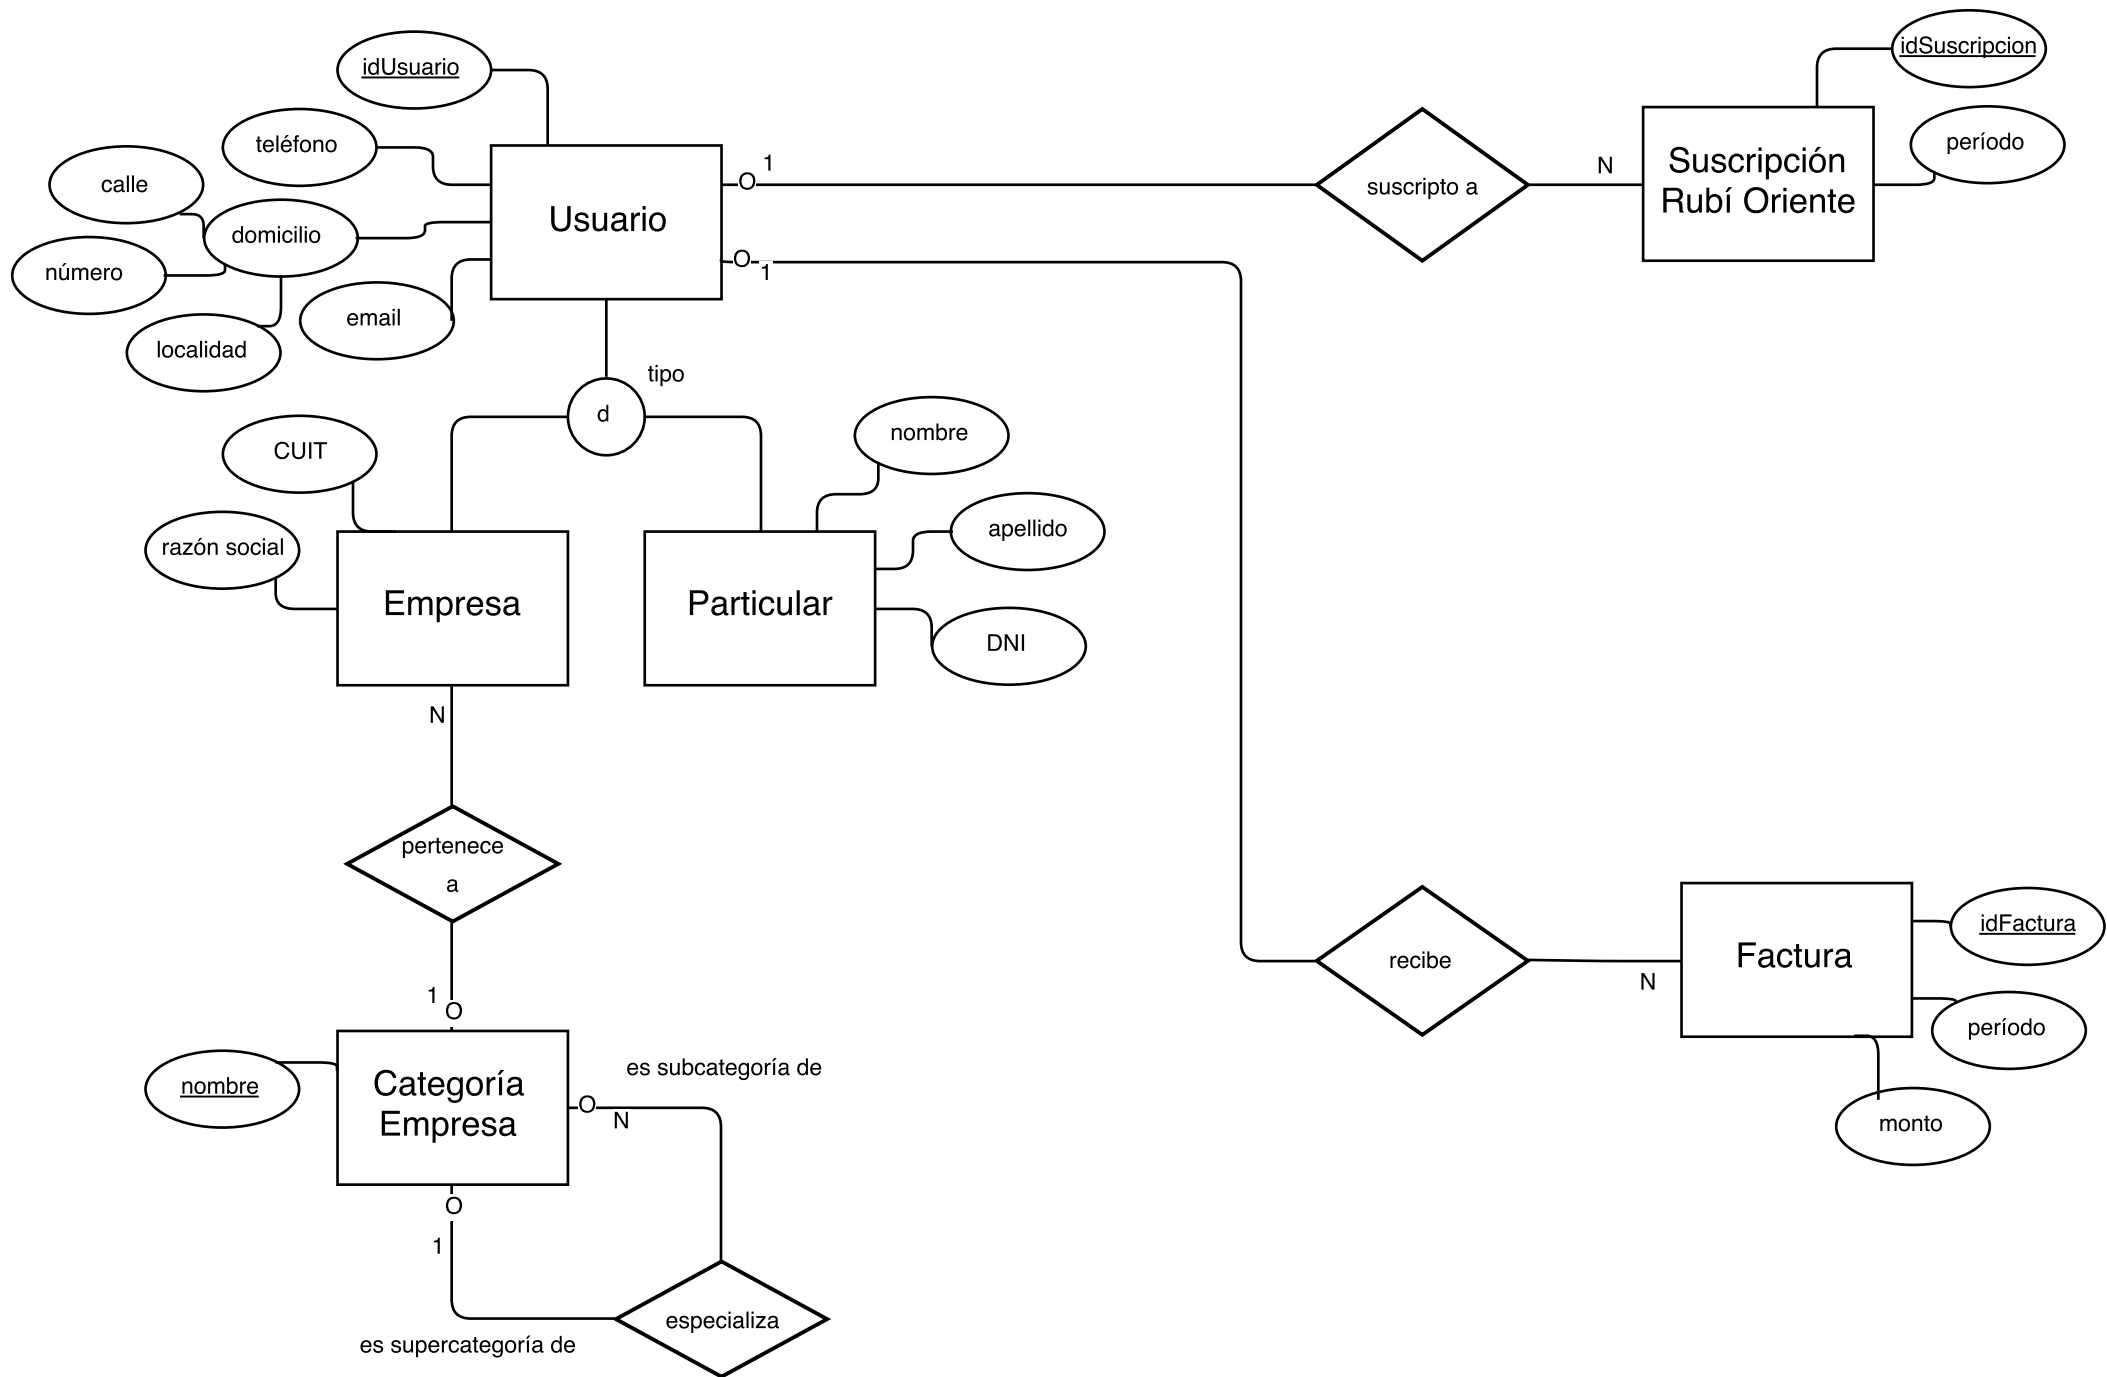 idSuscripcion
idUsuario
período
teléfono
1
N
Suscripción
Rubí Oriente
calle
O
suscripto a
domicilio
Usuario
número
O
1
email
localidad
tipo
d
nombre
CUIT
apellido
razón social
Empresa
Particular
DNI
N
pertenece
a
idFactura
Factura
recibe
N
1
O
período
es subcategoría de
nombre
Categoría
Empresa
O
N
monto
O
1
especializa
es supercategoría de